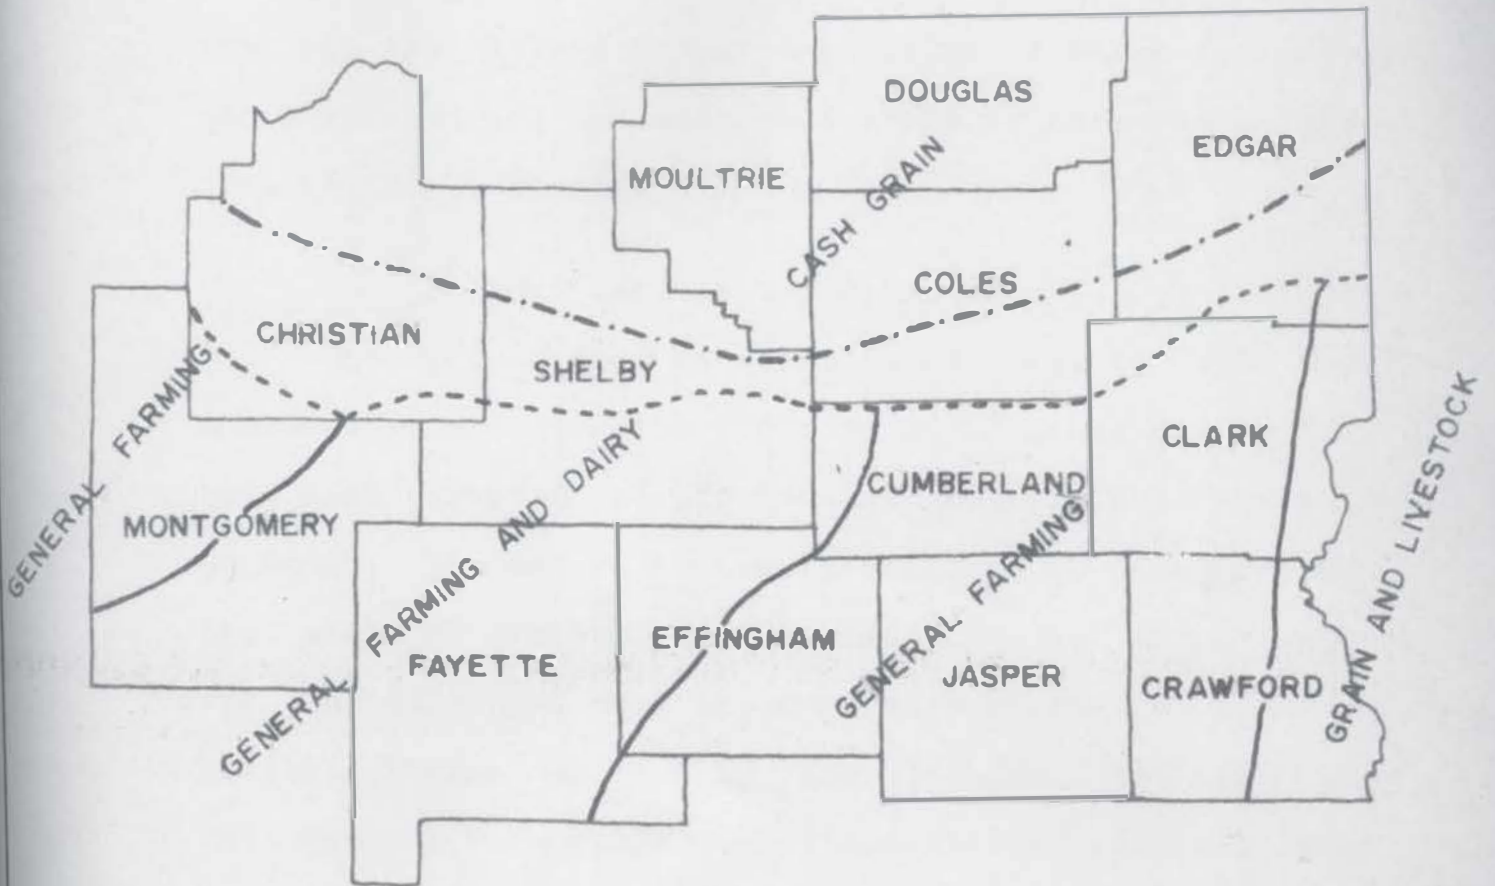 DOUGLAS
EDGAR
MOULTRIE
CASH GRAIN
COLES
CHRISTIAN
SHELBY
GENERAL FARMING
CLARK
CUMBERLAND
MONTGOMERY
GENERAL FARMING AND DAIRY
GENERAL FARMING
GRAIN AND LIVESTOCK
EFFINGHAM
FAYETTE
JASPER
CRAWFORD